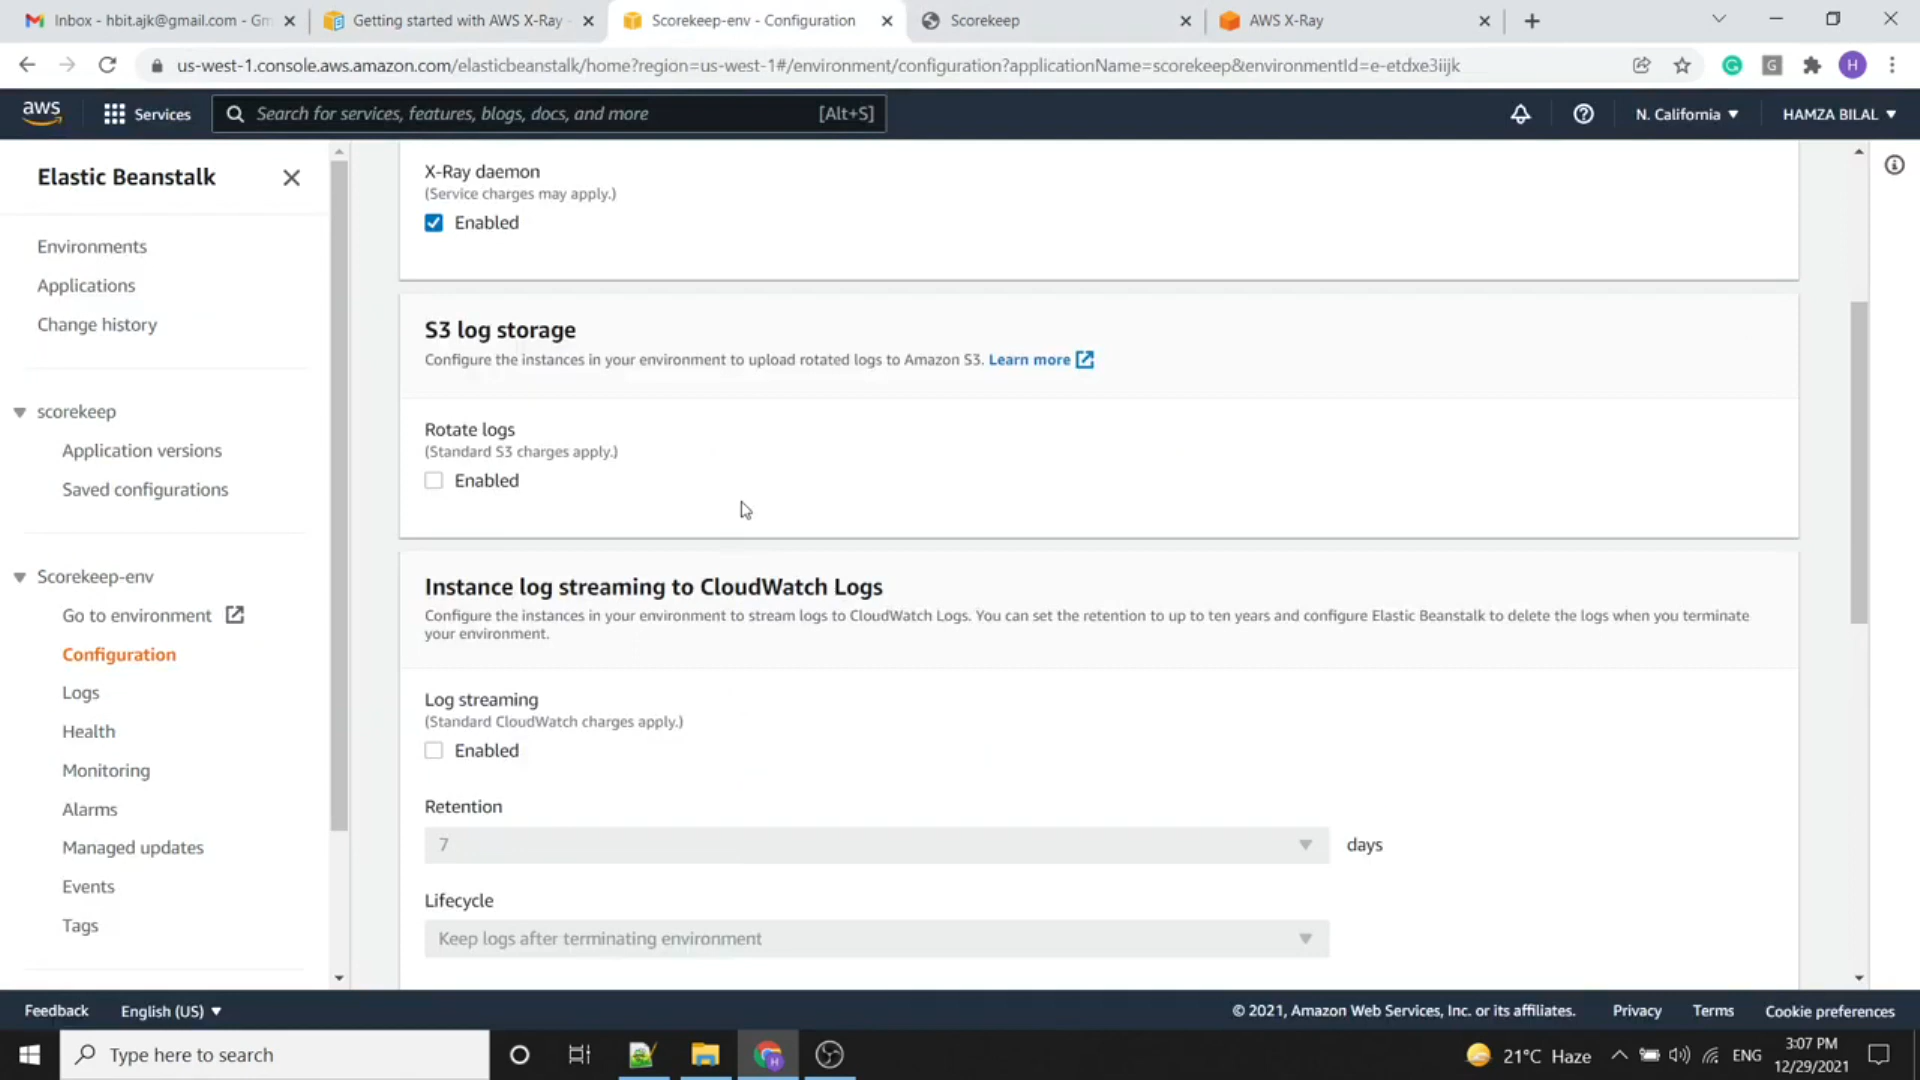 Inbox - hbit.ajk@gmail.com - Gm
Getting started with AWS X-Ray
Scorekeep-env - Configuration
Scorekeep
AWS X-Ray
us-west-1.console.aws.amazon.com/elasticbeanstalk/home?region=us-west-1#/environment/configuration?applicationName=scorekeep&environmentId=e-etdxe3iijk
G
H
aws
Services
Search for services, features, blogs, docs, and more
[Alt+S]
N. California
HAMZA BILAL
Elastic Beanstalk
Environments
Applications
Change history
scorekeep
Application versions
Saved configurations
Scorekeep-env
Go to environment
Configuration
Logs
Health
Monitoring
Alarms
Managed updates
Events
Tags
X-Ray daemon
(Service charges may apply.)
Enabled
S3 log storage
Configure the instances in your environment to upload rotated logs to Amazon S3. Learn more
Rotate logs
(Standard S3 charges apply.)
Enabled
Instance log streaming to CloudWatch Logs
Configure the instances in your environment to stream logs to CloudWatch Logs. You can set the retention to up to ten years and configure Elastic Beanstalk to delete the logs when you terminate
your environment.
Log streaming
(Standard CloudWatch charges apply.)
Enabled
Retention
7
days
Lifecycle
Keep logs after terminating environment
Feedback
English (US)
© 2021, Amazon Web Services, Inc. or its affiliates.
Privacy
Terms
Cookie preferences
Type here to search
H
21°C Haze
ENG
3:07 PM
12/29/2021